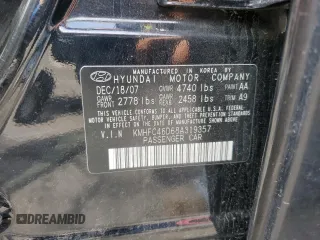 MANUFACTURED IN KOREA BY
HYUNDAI MOTOR COMPANY
DEC/18/07 GVWR 4740 lbs PAINT AA
GAWR FRONT 2778 lbs GAWR REAR 2458 lbs TRIM A9
THIS VEHICLE CONFORMS TO ALL APPLICABLE U.S.A. FEDERAL
MOTOR VEHICLE SAFETY, BUMPER, AND THEFT PREVENTION
STANDARDS IN EFFECT ON THE DATE OF MANUFACTURE
SHOWN ABOVE.
V.I.N KMHFC46D68A319357
PASSENGER CAR
DREAMBID